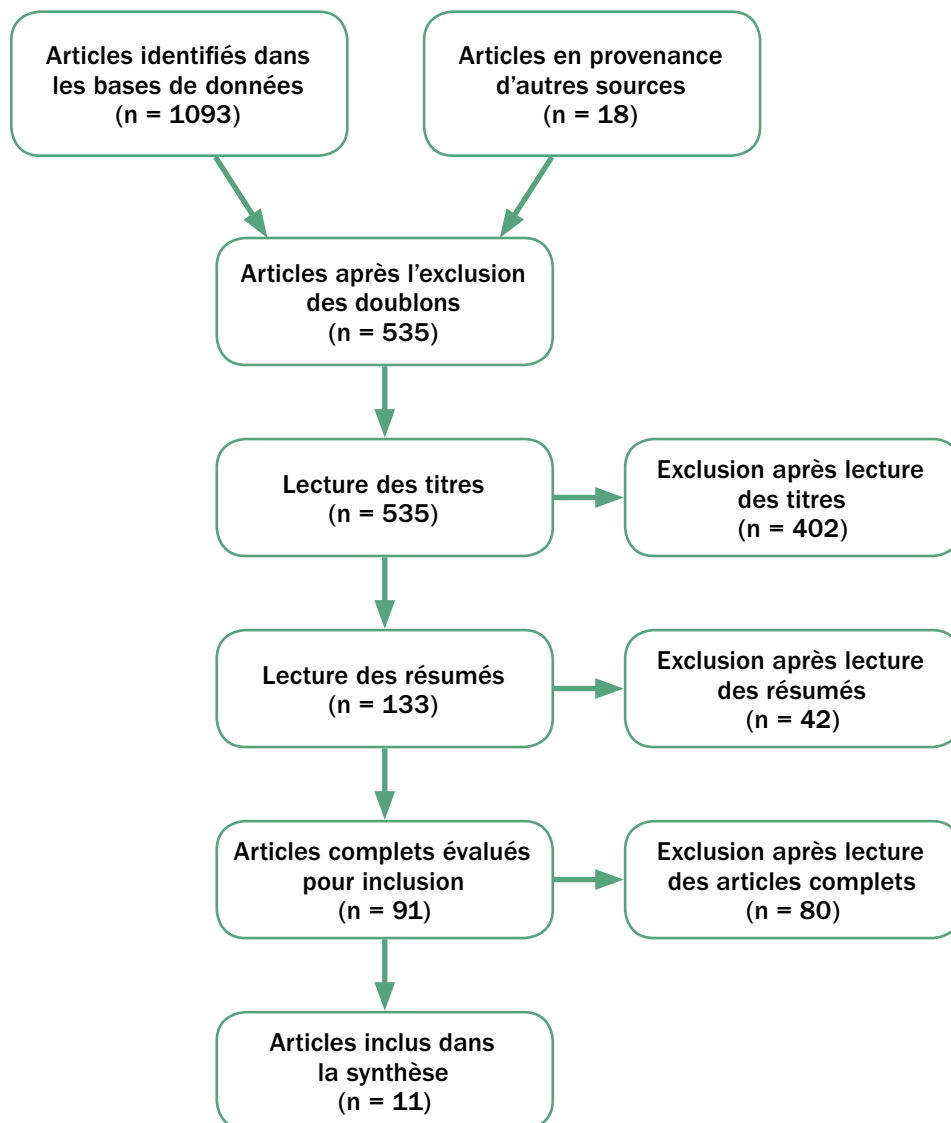 Articles identifiés dans
les bases de données
(n = 1093)
Articles en provenance
d'autres sources
(n = 18)
Articles après l'exclusion
des doublons
(n = 535)
Lecture des titres
(n = 535)
Exclusion après lecture
des titres
(n = 402)
Lecture des résumés
(n = 133)
Exclusion après lecture
des résumés
(n = 42)
Articles complets évalués
pour inclusion
(n = 91)
Exclusion après lecture
des articles complets
(n = 80)
Articles inclus dans
la synthèse
(n = 11)